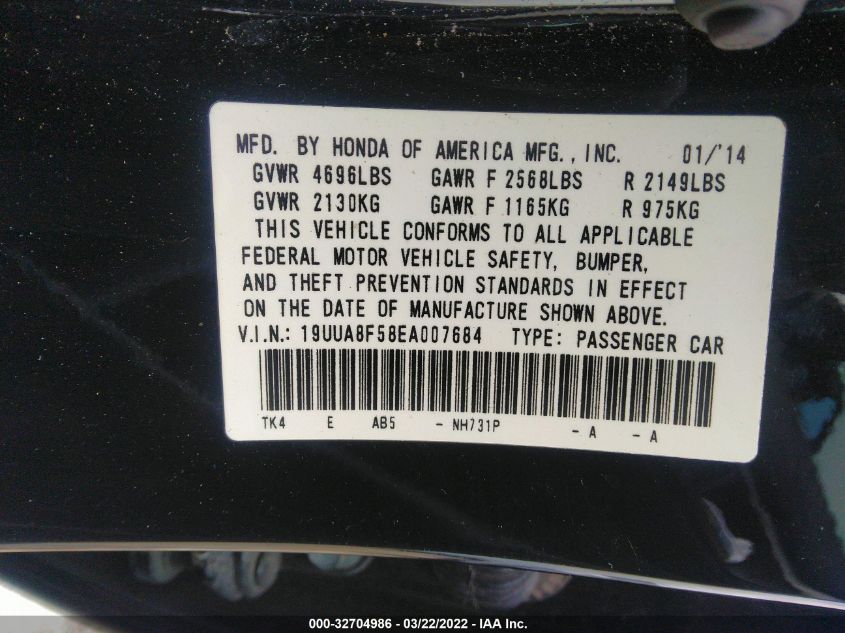 MFD. BY HONDA OF AMERICA MFG., INC. 01/'14
GVWR 4696LBS GAWR F 2568LBS R 2149LBS
GVWR 2130KG GAWR F 1165KG R 975KG
THIS VEHICLE CONFORMS TO ALL APPLICABLE
FEDERAL MOTOR VEHICLE SAFETY, BUMPER,
AND THEFT PREVENTION STANDARDS IN EFFECT
ON THE DATE OF MANUFACTURE SHOWN ABOVE.
V.I.N.: 19UUA8F58EA007684 TYPE: PASSENGER CAR
TK4 E AB5 - NH731P - A - A
000-32704986 - 03/22/2022 - IAA Inc.